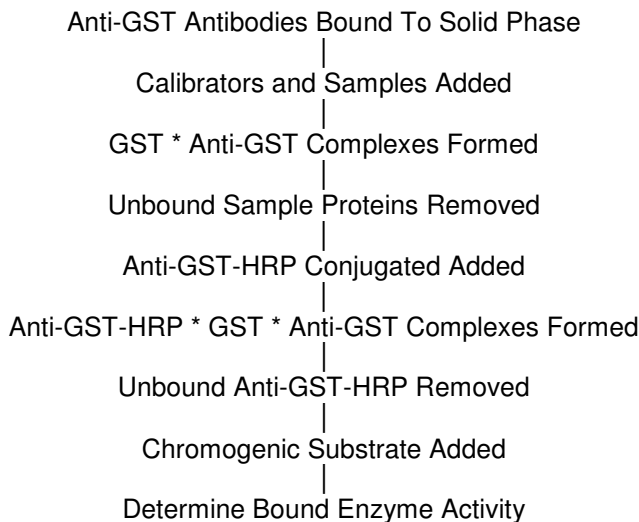 Anti-GST Antibodies Bound To Solid Phase
Calibrators and Samples Added
GST * Anti-GST Complexes Formed
Unbound Sample Proteins Removed
Anti-GST-HRP Conjugated Added
Anti-GST-HRP * GST * Anti-GST Complexes Formed
Unbound Anti-GST-HRP Removed
Chromogenic Substrate Added
Determine Bound Enzyme Activity